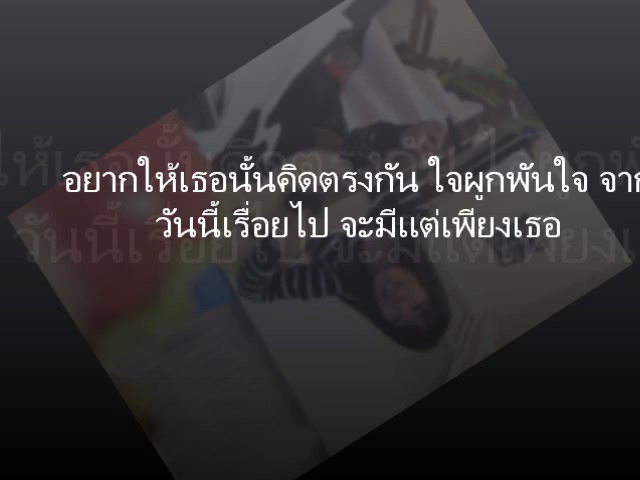 อยากให้เธอนั้นคิดตรงกัน ใจผูกพันใจ จาก
วันนี้เรื่อยไป จะมีแต่เพียงเธอ